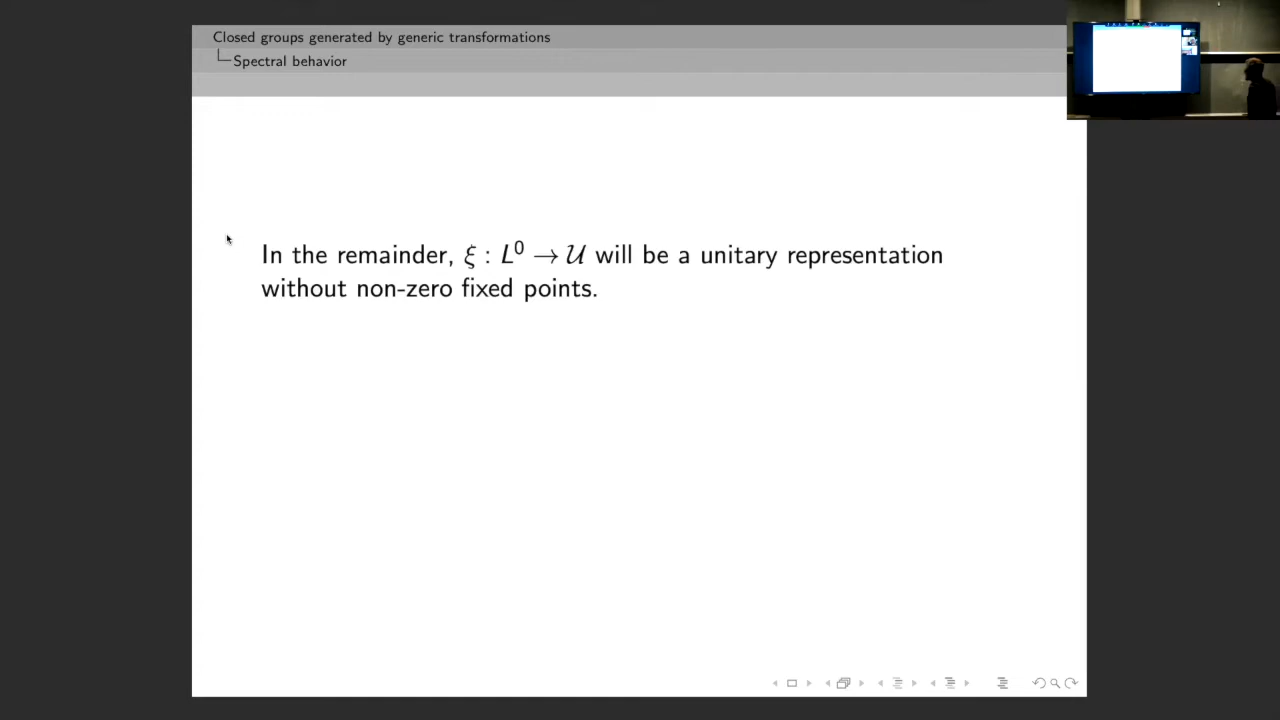 Closed groups generated by generic transformations
Spectral behavior
In the remainder, ξ : L⁰ → 𝒰 will be a unitary representation
without non-zero fixed points.